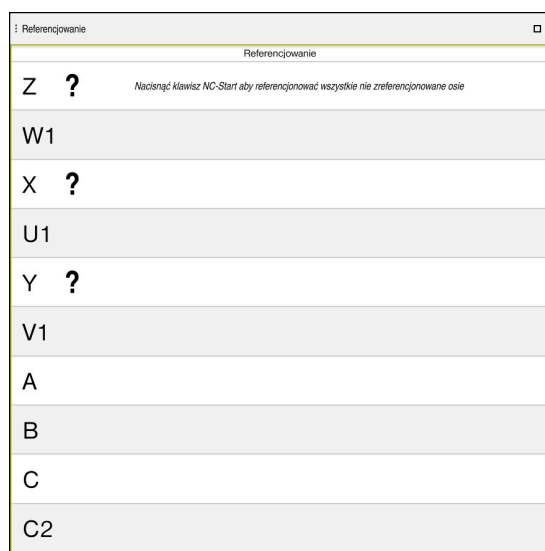 Referencjowanie
Referencjowanie
Z ? Nacisnąć klawisz NC-Start aby referencjonować wszystkie nie zreferencjonowane osie
W1
X ?
U1
Y ?
V1
A
B
C
C2